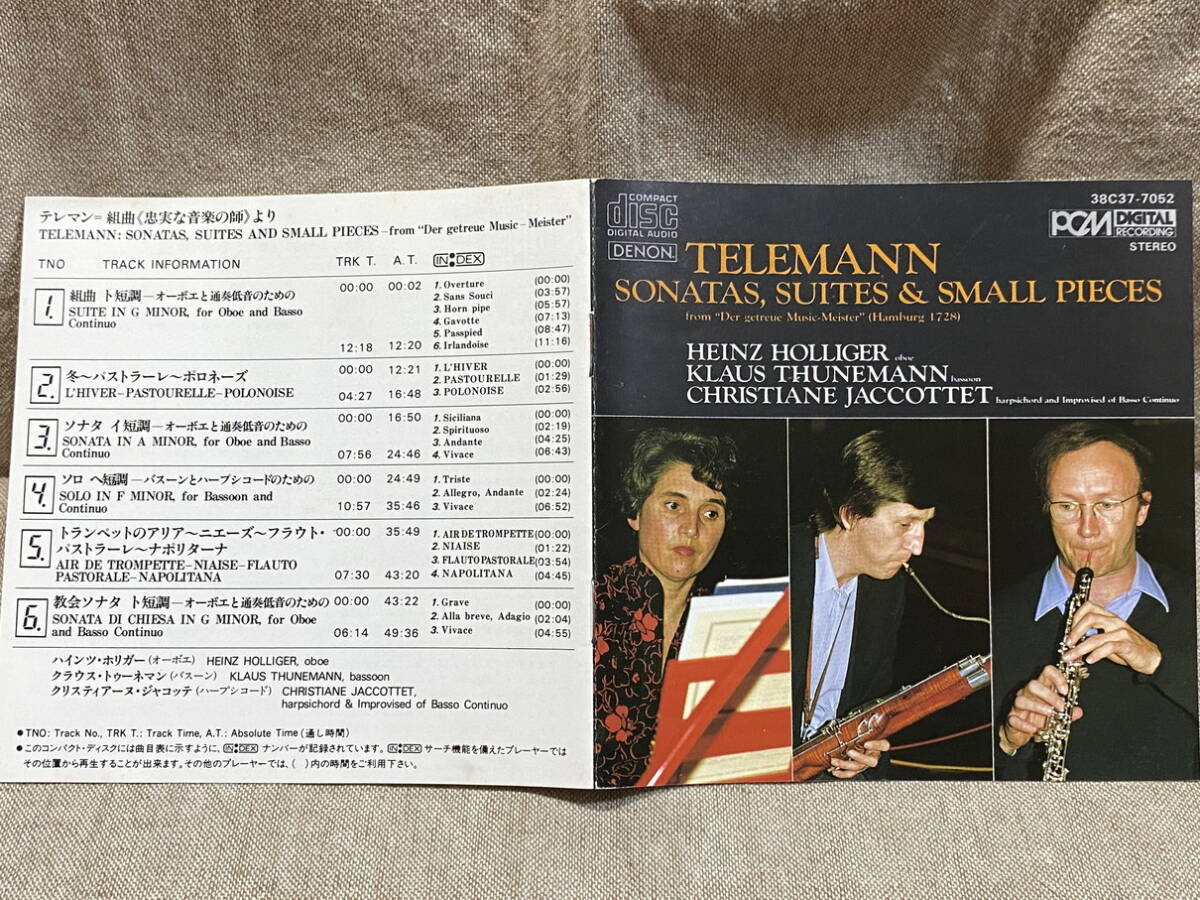 テレマン=組曲《忠実な音楽の師》より
TELEMANN: SONATAS, SUITES AND SMALL PIECES – from “Der getreue Music – Meister”
TNO TRACK INFORMATION TRK T. A.T. INDEX
1. 組曲 ト短調—オーボエと通奏低音のための 00:00 00:02
SUITE IN G MINOR, for Oboe and Basso
Continuo 12:18 12:20
1. Overture (00:00)
2. Sans Souci (03:57)
3. Horn pipe (05:57)
4. Gavotte (07:13)
5. Passpied (08:47)
6. Irlandoise (11:16)
2. 冬〜パストラーレ〜ポロネーズ 00:00 12:21
L'HIVER–PASTOURELLE–POLONOISE 04:27 16:48
1. L'HIVER (00:00)
2. PASTOURELLE (01:29)
3. POLONOISE (02:56)
3. ソナタ イ短調—オーボエと通奏低音のための 00:00 16:50
SONATA IN A MINOR, for Oboe and Basso
Continuo 07:56 24:46
1. Siciliana (00:00)
2. Spirituoso (02:19)
3. Andante (04:25)
4. Vivace (06:43)
4. ソロ ヘ短調—バスーンとハープシコードのための 00:00 24:49
SOLO IN F MINOR, for Bassoon and
Continuo 10:57 35:46
1. Triste (00:00)
2. Allegro, Andante (02:24)
3. Vivace (06:52)
5. トランペットのアリア〜ニエーズ〜フラウト・ 00:00 35:49
パストラーレ〜ナポリターナ
AIR DE TROMPETTE–NIAISE–FLAUTO
PASTORALE–NAPOLITANA 07:30 43:20
1. AIR DE TROMPETTE (00:00)
2. NIAISE (01:22)
3. FLAUTO PASTORALE (03:54)
4. NAPOLITANA (04:45)
6. 教会ソナタ ト短調—オーボエと通奏低音のための 00:00 43:22
SONATA DI CHIESA IN G MINOR, for Oboe
and Basso Continuo 06:14 49:36
1. Grave (00:00)
2. Alla breve, Adagio (02:04)
3. Vivace (04:55)
ハインツ・ホリガー(オーボエ) HEINZ HOLLIGER, oboe
クラウス・トゥーネマン(バスーン) KLAUS THUNEMANN, bassoon
クリスティアーヌ・ジャコッテ(ハープシコード) CHRISTIANE JACCOTTET,
harpsichord & Improvised of Basso Continuo
●TNO: Track No., TRK T.: Track Time, A.T.: Absolute Time(通し時間)
●このコンパクト・ディスクには曲目表に示すように、INDEX ナンバーが記録されています。INDEX サーチ機能を備えたプレーヤーでは
その位置から再生することが出来ます。その他のプレーヤーでは、( )内の時間をご利用下さい。
COMPACT
disc
DIGITAL AUDIO
DENON
38C37-7052
PCM DIGITAL
RECORDING
STEREO
TELEMANN
SONATAS, SUITES & SMALL PIECES
from “Der getreue Music-Meister” (Hamburg 1728)
HEINZ HOLLIGER oboe
KLAUS THUNEMANN bassoon
CHRISTIANE JACCOTTET harpsichord and Improvised of Basso Continuo